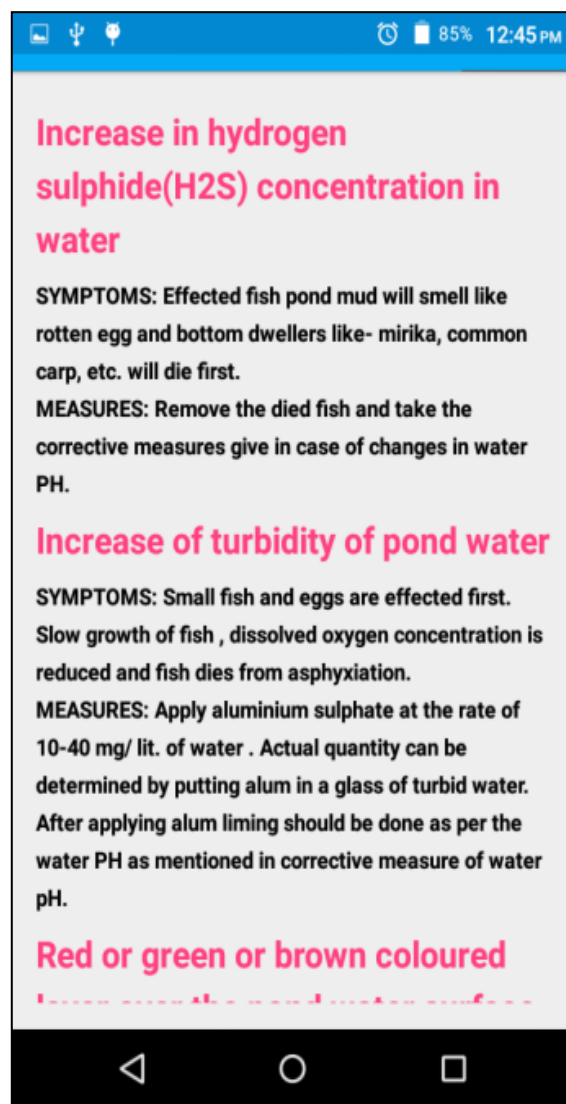 85% 12:45 PM
Increase in hydrogen
sulphide(H2S) concentration in
water
SYMPTOMS: Effected fish pond mud will smell like
rotten egg and bottom dwellers like- mirika, common
carp, etc. will die first.
MEASURES: Remove the died fish and take the
corrective measures give in case of changes in water
PH.
Increase of turbidity of pond water
SYMPTOMS: Small fish and eggs are effected first.
Slow growth of fish , dissolved oxygen concentration is
reduced and fish dies from asphyxiation.
MEASURES: Apply aluminium sulphate at the rate of
10-40 mg/ lit. of water . Actual quantity can be
determined by putting alum in a glass of turbid water.
After applying alum liming should be done as per the
water PH as mentioned in corrective measure of water
pH.
Red or green or brown coloured
layer over the pond water surface